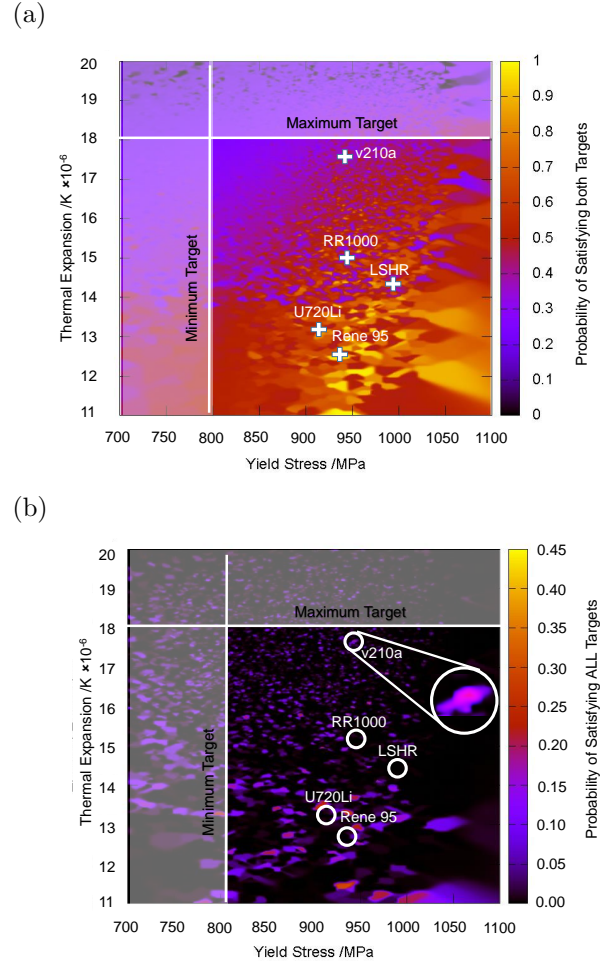 (a)
20
19
18
17
16
15
14
13
12
11
Thermal Expansion /K ×10-6
Maximum Target
Minimum Target
v210a
RR1000
LSHR
U720Li
Rene 95
700 750 800 850 900 950 1000 1050 1100
Yield Stress /MPa
1
0.9
0.8
0.7
0.6
0.5
0.4
0.3
0.2
0.1
0
Probability of Satisfying both Targets
(b)
20
19
18
17
16
15
14
13
12
11
Thermal Expansion /K ×10-6
Maximum Target
Minimum Target
v210a
RR1000
LSHR
U720Li
Rene 95
700 750 800 850 900 950 1000 1050 1100
Yield Stress /MPa
0.45
0.40
0.35
0.30
0.25
0.20
0.15
0.10
0.05
0.00
Probability of Satisfying ALL Targets